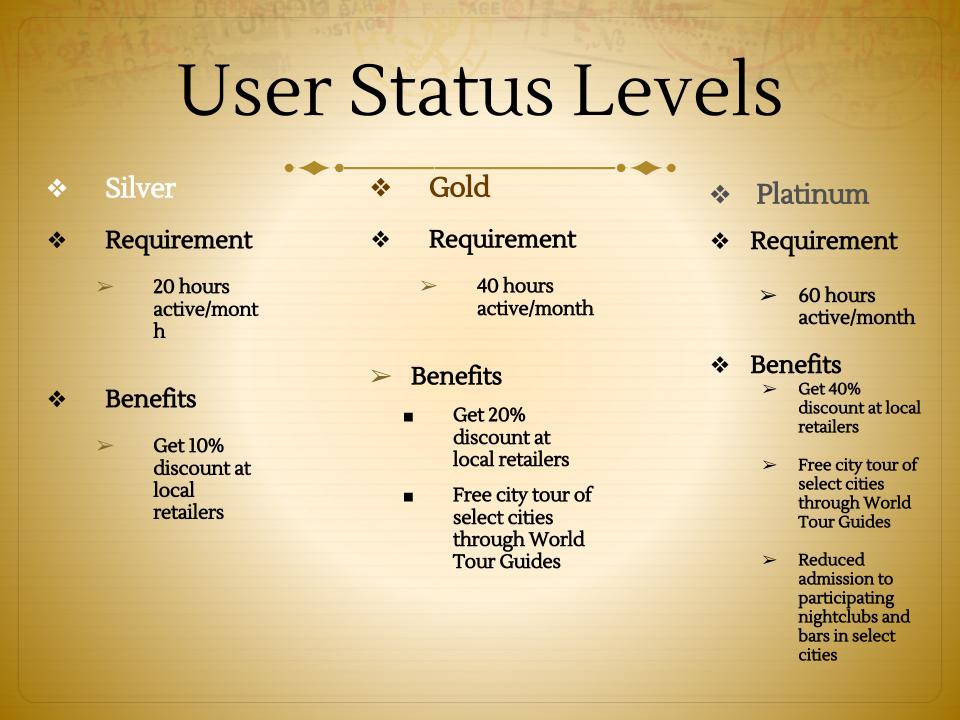 User Status Levels
❖ Silver
❖ Requirement
➢ 20 hours
active/mont
h
❖ Benefits
➢ Get 10%
discount at
local
retailers
❖ Gold
❖ Requirement
➢ 40 hours
active/month
➢ Benefits
■ Get 20%
discount at
local retailers
■ Free city tour of
select cities
through World
Tour Guides
❖ Platinum
❖ Requirement
➢ 60 hours
active/month
❖ Benefits
➢ Get 40%
discount at local
retailers
➢ Free city tour of
select cities
through World
Tour Guides
➢ Reduced
admission to
participating
nightclubs and
bars in select
cities